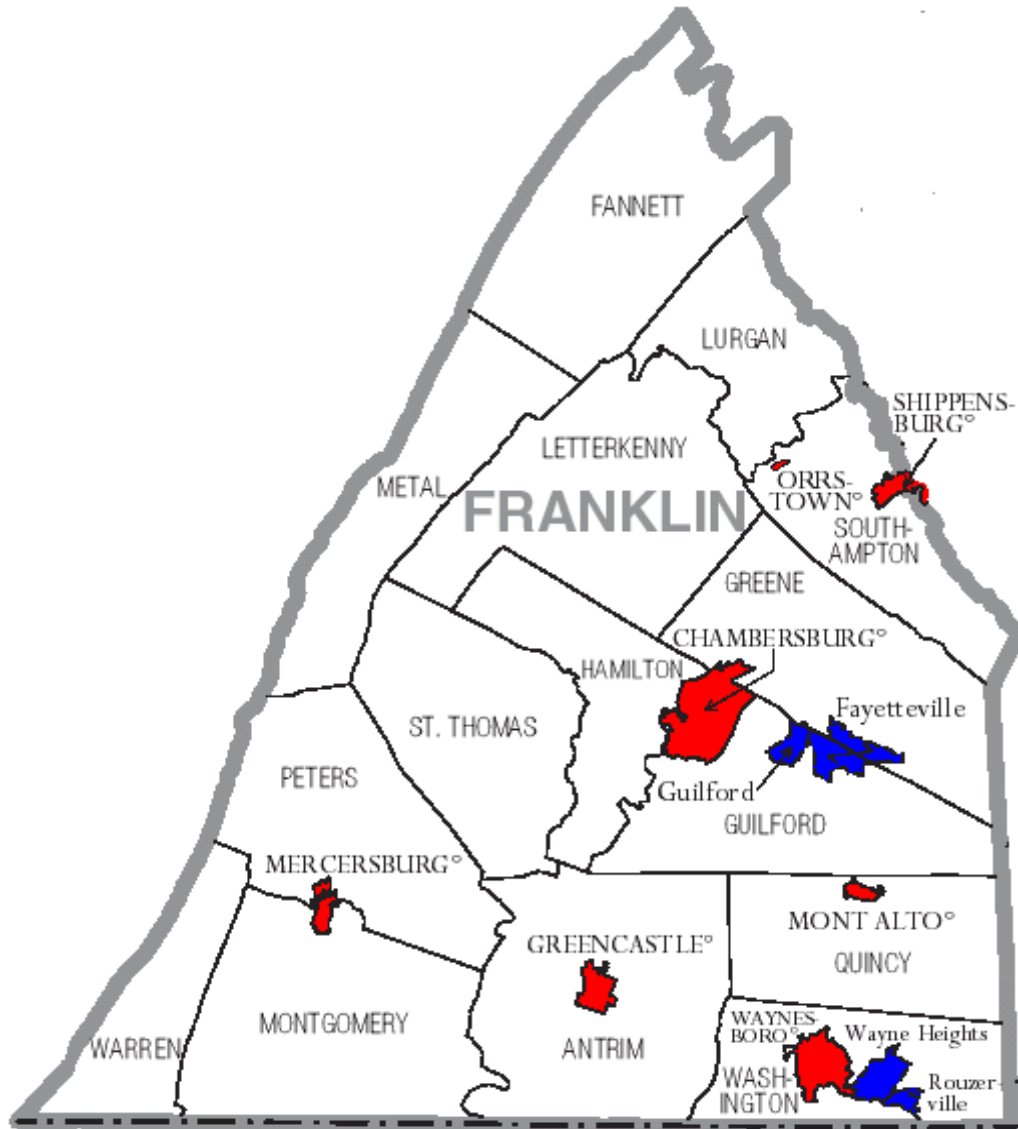 FANNETT
LURGAN
SHIPPENS-
BURG°
LETTERKENNY
METAL
ORRS-
TOWN°
FRANKLIN
SOUTH-
AMPTON
GREENE
CHAMBERSBURG°
HAMILTON
ST. THOMAS
Fayetteville
PETERS
Guilford
GUILFORD
MERCERSBURG°
MONT ALTO°
GREENCASTLE°
QUINCY
MONTGOMERY
WAYNES-
BORO°
Wayne Heights
WARREN
ANTRIM
WASH-
INGTON
Rouzer-
ville